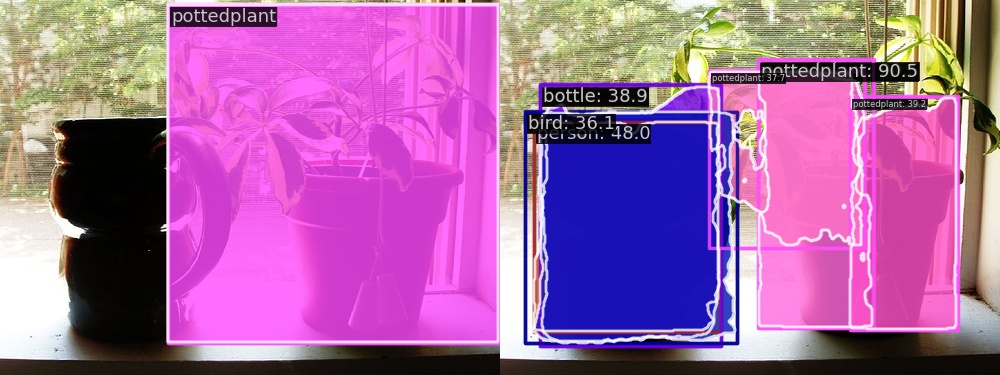 pottedplant
pottedplant: 90.5
pottedplant: 37.7
bottle: 38.9
pottedplant: 39.2
bird: 36.1
person: 48.0